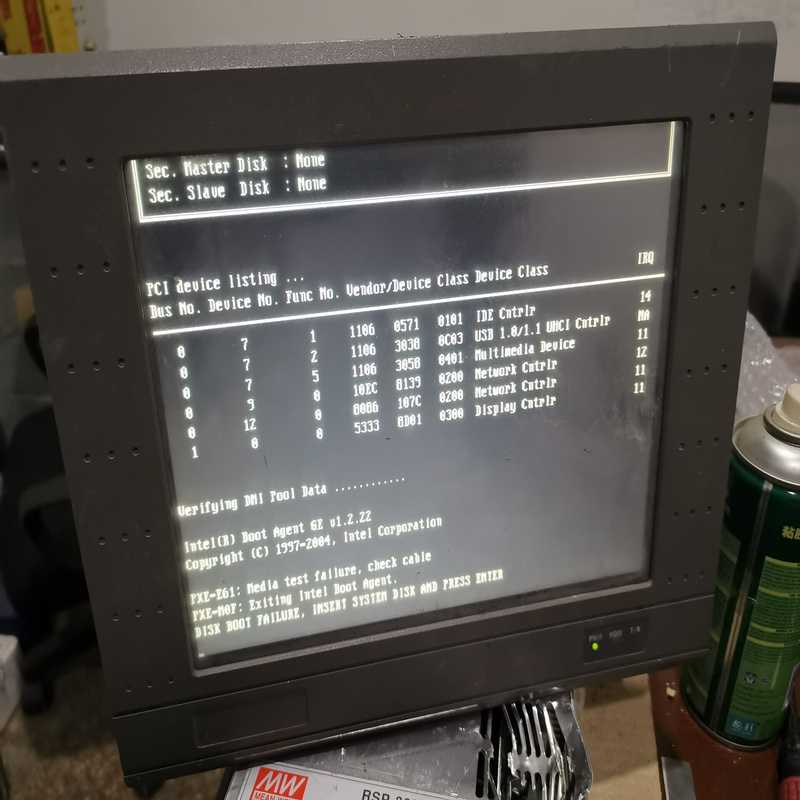 Sec. Master Disk : None
Sec. Slave Disk : None
PCI device listing ...
Bus No. Device No. Func No. Vendor/Device Class Device Class IRQ
0 7 1 1106 0571 0101 IDE Cntrlr 14
0 7 2 1106 3038 0C03 USB 1.0/1.1 UHCI Cntrlr NA
0 7 5 1106 3058 0401 Multimedia Device 11
0 9 0 10EC 8139 0200 Network Cntrlr 12
0 12 0 8086 107C 0200 Network Cntrlr 11
1 0 0 5333 8D01 0300 Display Cntrlr 11
Verifying DMI Pool Data ............
Intel(R) Boot Agent GE v1.2.22
Copyright (C) 1997-2004, Intel Corporation
PXE-E61: Media test failure, check cable
PXE-M0F: Exiting Intel Boot Agent.
DISK BOOT FAILURE, INSERT SYSTEM DISK AND PRESS ENTER
MW
MEAN WELL